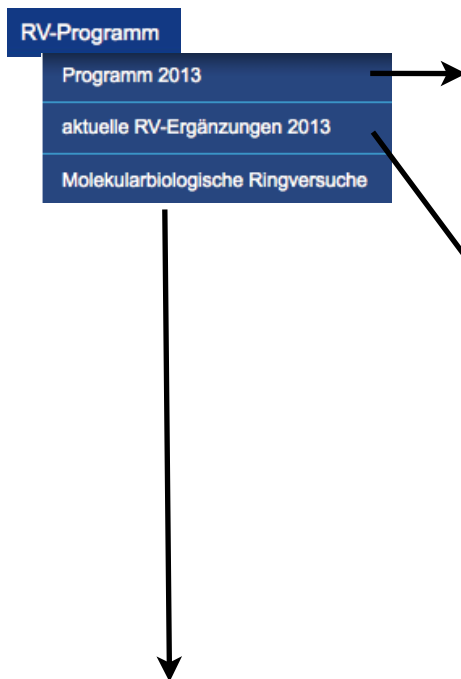 RV-Programm
Programm 2013
aktuelle RV-Ergänzungen 2013
Molekularbiologische Ringversuche